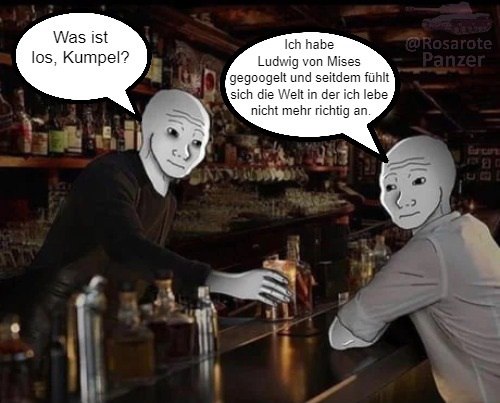 Was ist
los, Kumpel?
Ich habe
Ludwig von Mises
gegoogelt und seitdem fühlt
sich die Welt in der ich lebe
nicht mehr richtig an.
@Rosarote
Panzer